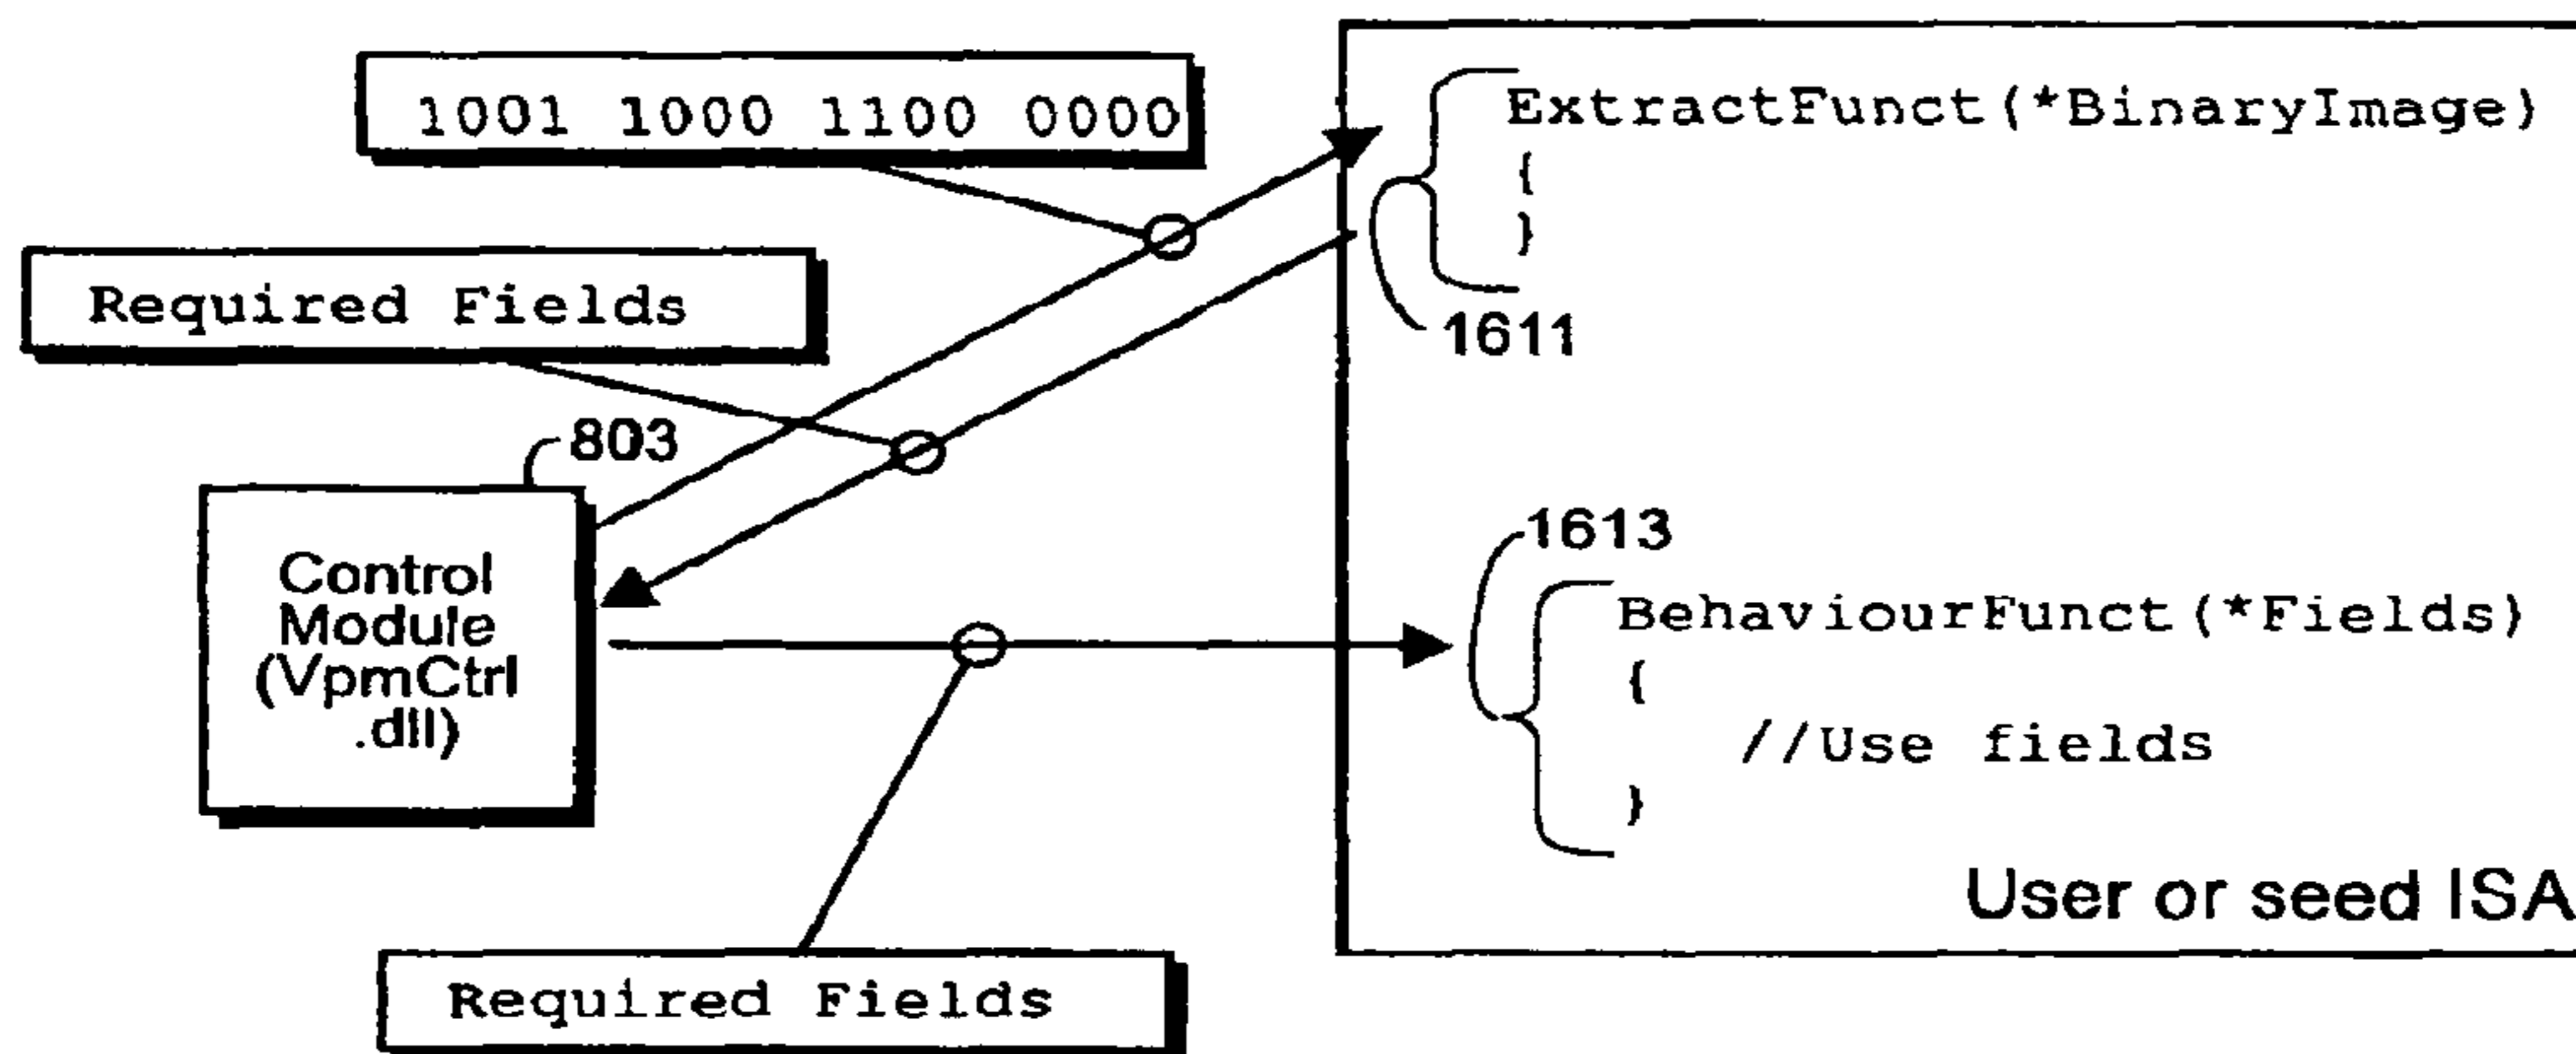 1001 1000 1100 0000
ExtractFunct(*BinaryImage)
{
}
1611
Required Fields
803
Control
Module
(VpmCtrl
.dll)
1613
BehaviourFunct(*Fields)
{
//Use fields
}
User or seed ISA
Required Fields